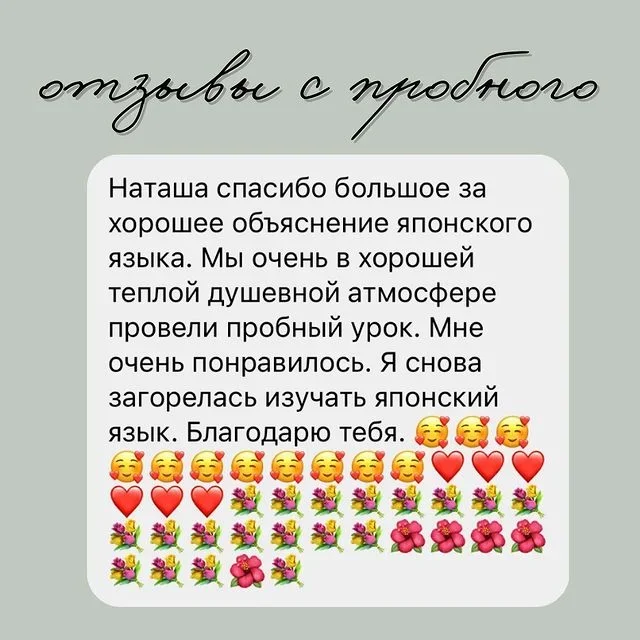 отзывы с пробного
Наташа спасибо большое за
хорошее объяснение японского
языка. Мы очень в хорошей
теплой душевной атмосфере
провели пробный урок. Мне
очень понравилось. Я снова
загорелась изучать японский
язык. Благодарю тебя. 🥰🥰🥰
🥰🥰🥰🥰🥰🥰🥰🥰❤️❤️❤️
❤️❤️❤️💐💐💐💐💐💐💐💐
💐💐💐💐💐💐💐🌺🌺🌺🌺
💐💐💐🌺💐